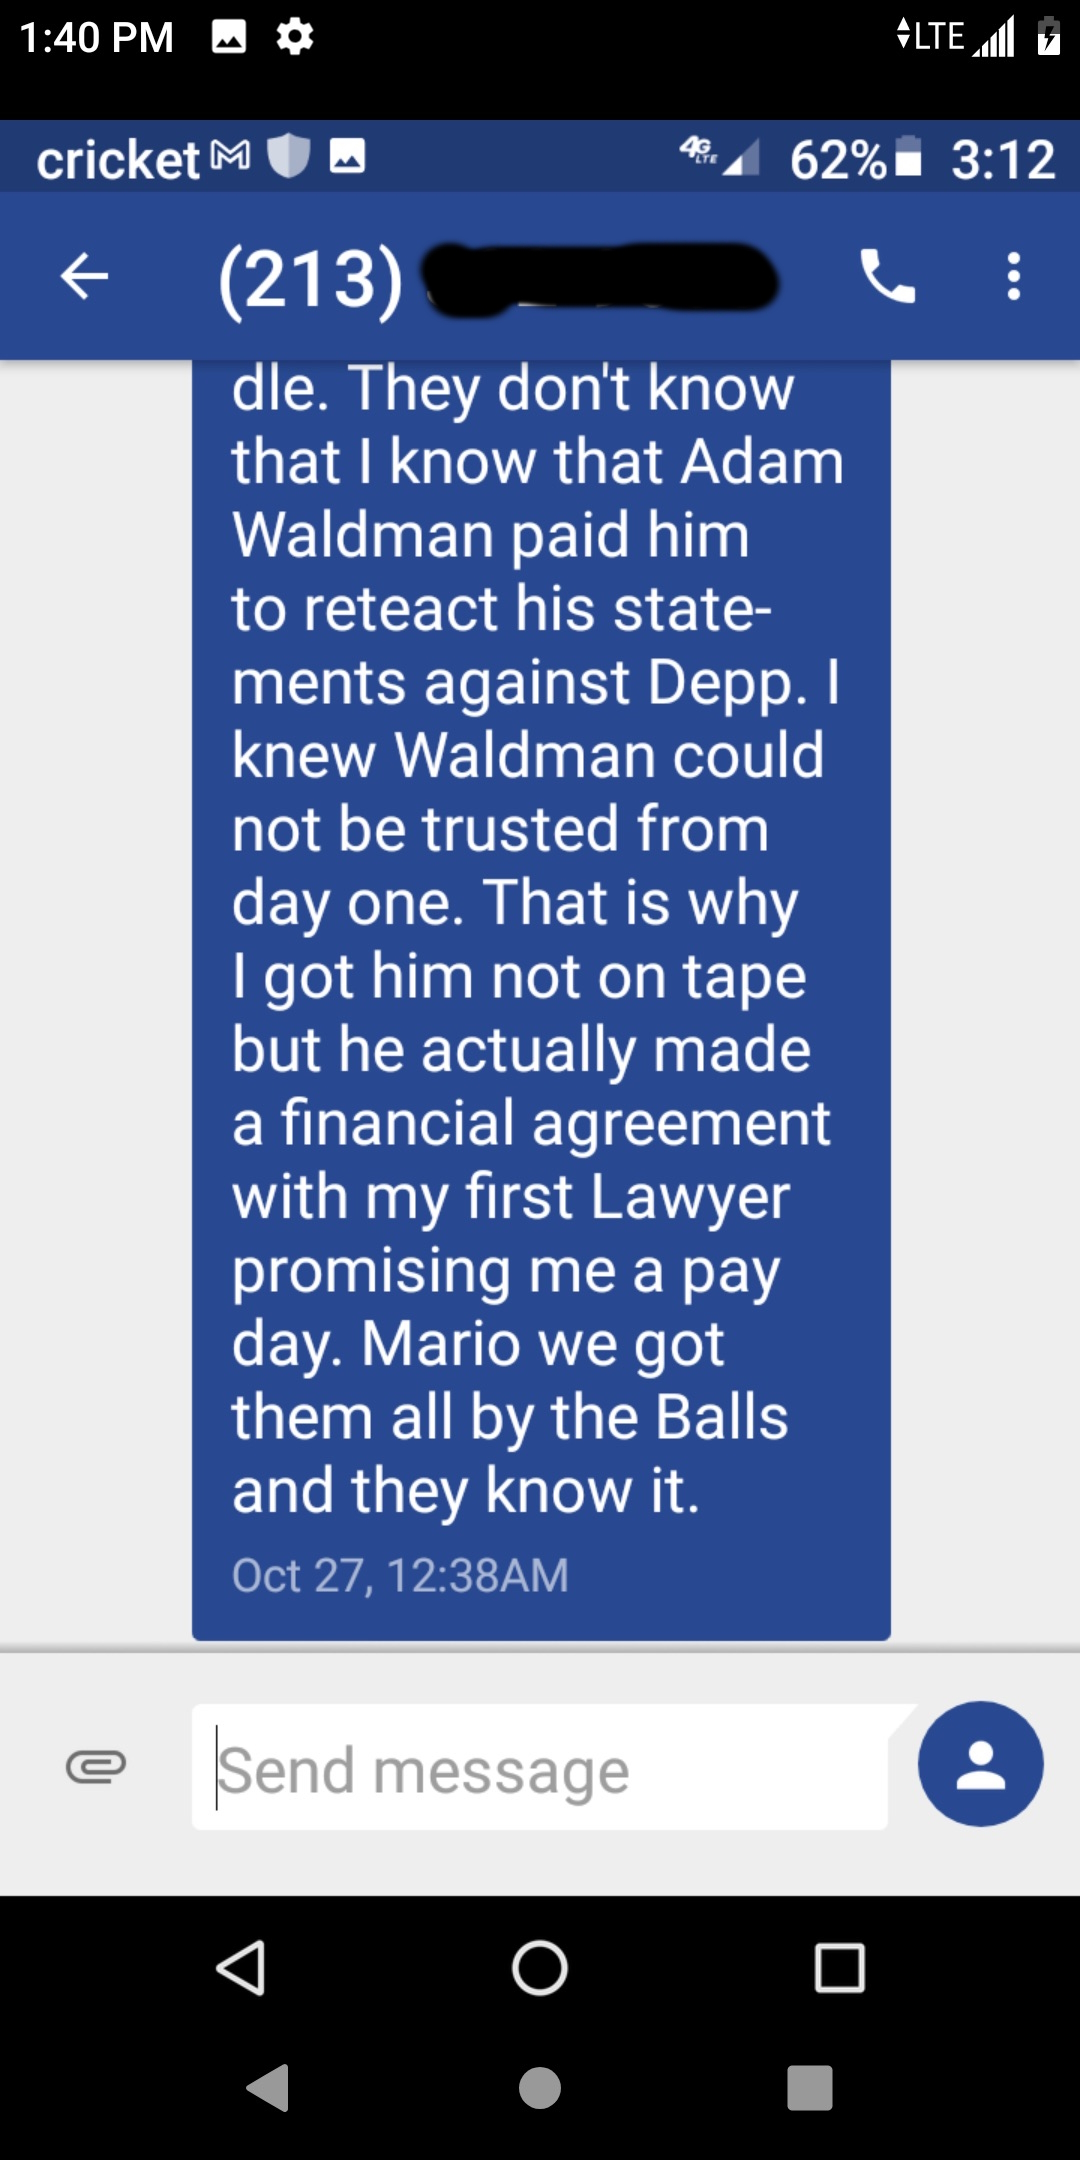 1:40 PM LTE
cricket 4G LTE 62% 3:12
(213)
dle. They don't know
that I know that Adam
Waldman paid him
to reteact his state-
ments against Depp. I
knew Waldman could
not be trusted from
day one. That is why
I got him not on tape
but he actually made
a financial agreement
with my first Lawyer
promising me a pay
day. Mario we got
them all by the Balls
and they know it.
Oct 27, 12:38AM
Send message